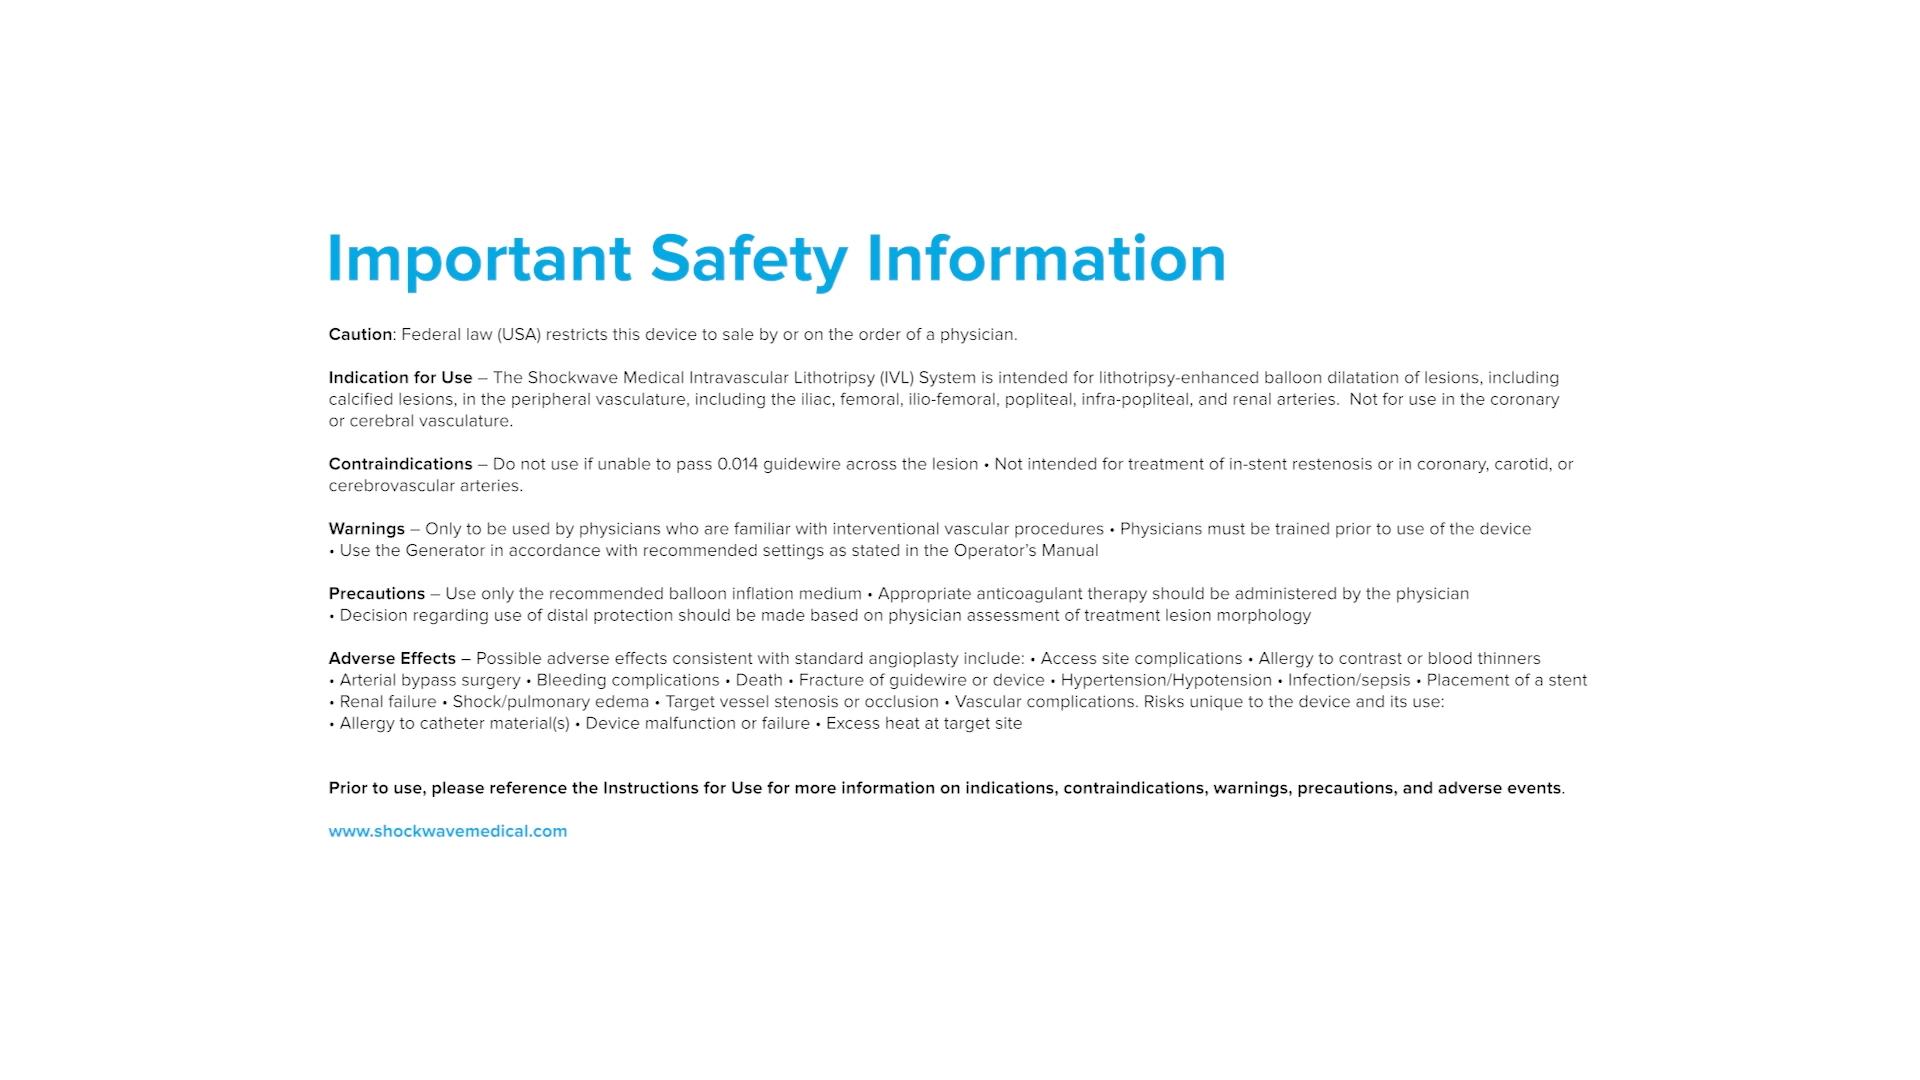 Important Safety Information
Caution: Federal law (USA) restricts this device to sale by or on the order of a physician.
Indication for Use – The Shockwave Medical Intravascular Lithotripsy (IVL) System is intended for lithotripsy-enhanced balloon dilatation of lesions, including
calcified lesions, in the peripheral vasculature, including the iliac, femoral, ilio-femoral, popliteal, infra-popliteal, and renal arteries.  Not for use in the coronary
or cerebral vasculature.
Contraindications – Do not use if unable to pass 0.014 guidewire across the lesion • Not intended for treatment of in-stent restenosis or in coronary, carotid, or
cerebrovascular arteries.
Warnings – Only to be used by physicians who are familiar with interventional vascular procedures • Physicians must be trained prior to use of the device
• Use the Generator in accordance with recommended settings as stated in the Operator’s Manual
Precautions – Use only the recommended balloon inflation medium • Appropriate anticoagulant therapy should be administered by the physician
• Decision regarding use of distal protection should be made based on physician assessment of treatment lesion morphology
Adverse Effects – Possible adverse effects consistent with standard angioplasty include: • Access site complications • Allergy to contrast or blood thinners
• Arterial bypass surgery • Bleeding complications • Death • Fracture of guidewire or device • Hypertension/Hypotension • Infection/sepsis • Placement of a stent
• Renal failure • Shock/pulmonary edema • Target vessel stenosis or occlusion • Vascular complications. Risks unique to the device and its use:
• Allergy to catheter material(s) • Device malfunction or failure • Excess heat at target site
Prior to use, please reference the Instructions for Use for more information on indications, contraindications, warnings, precautions, and adverse events.
www.shockwavemedical.com